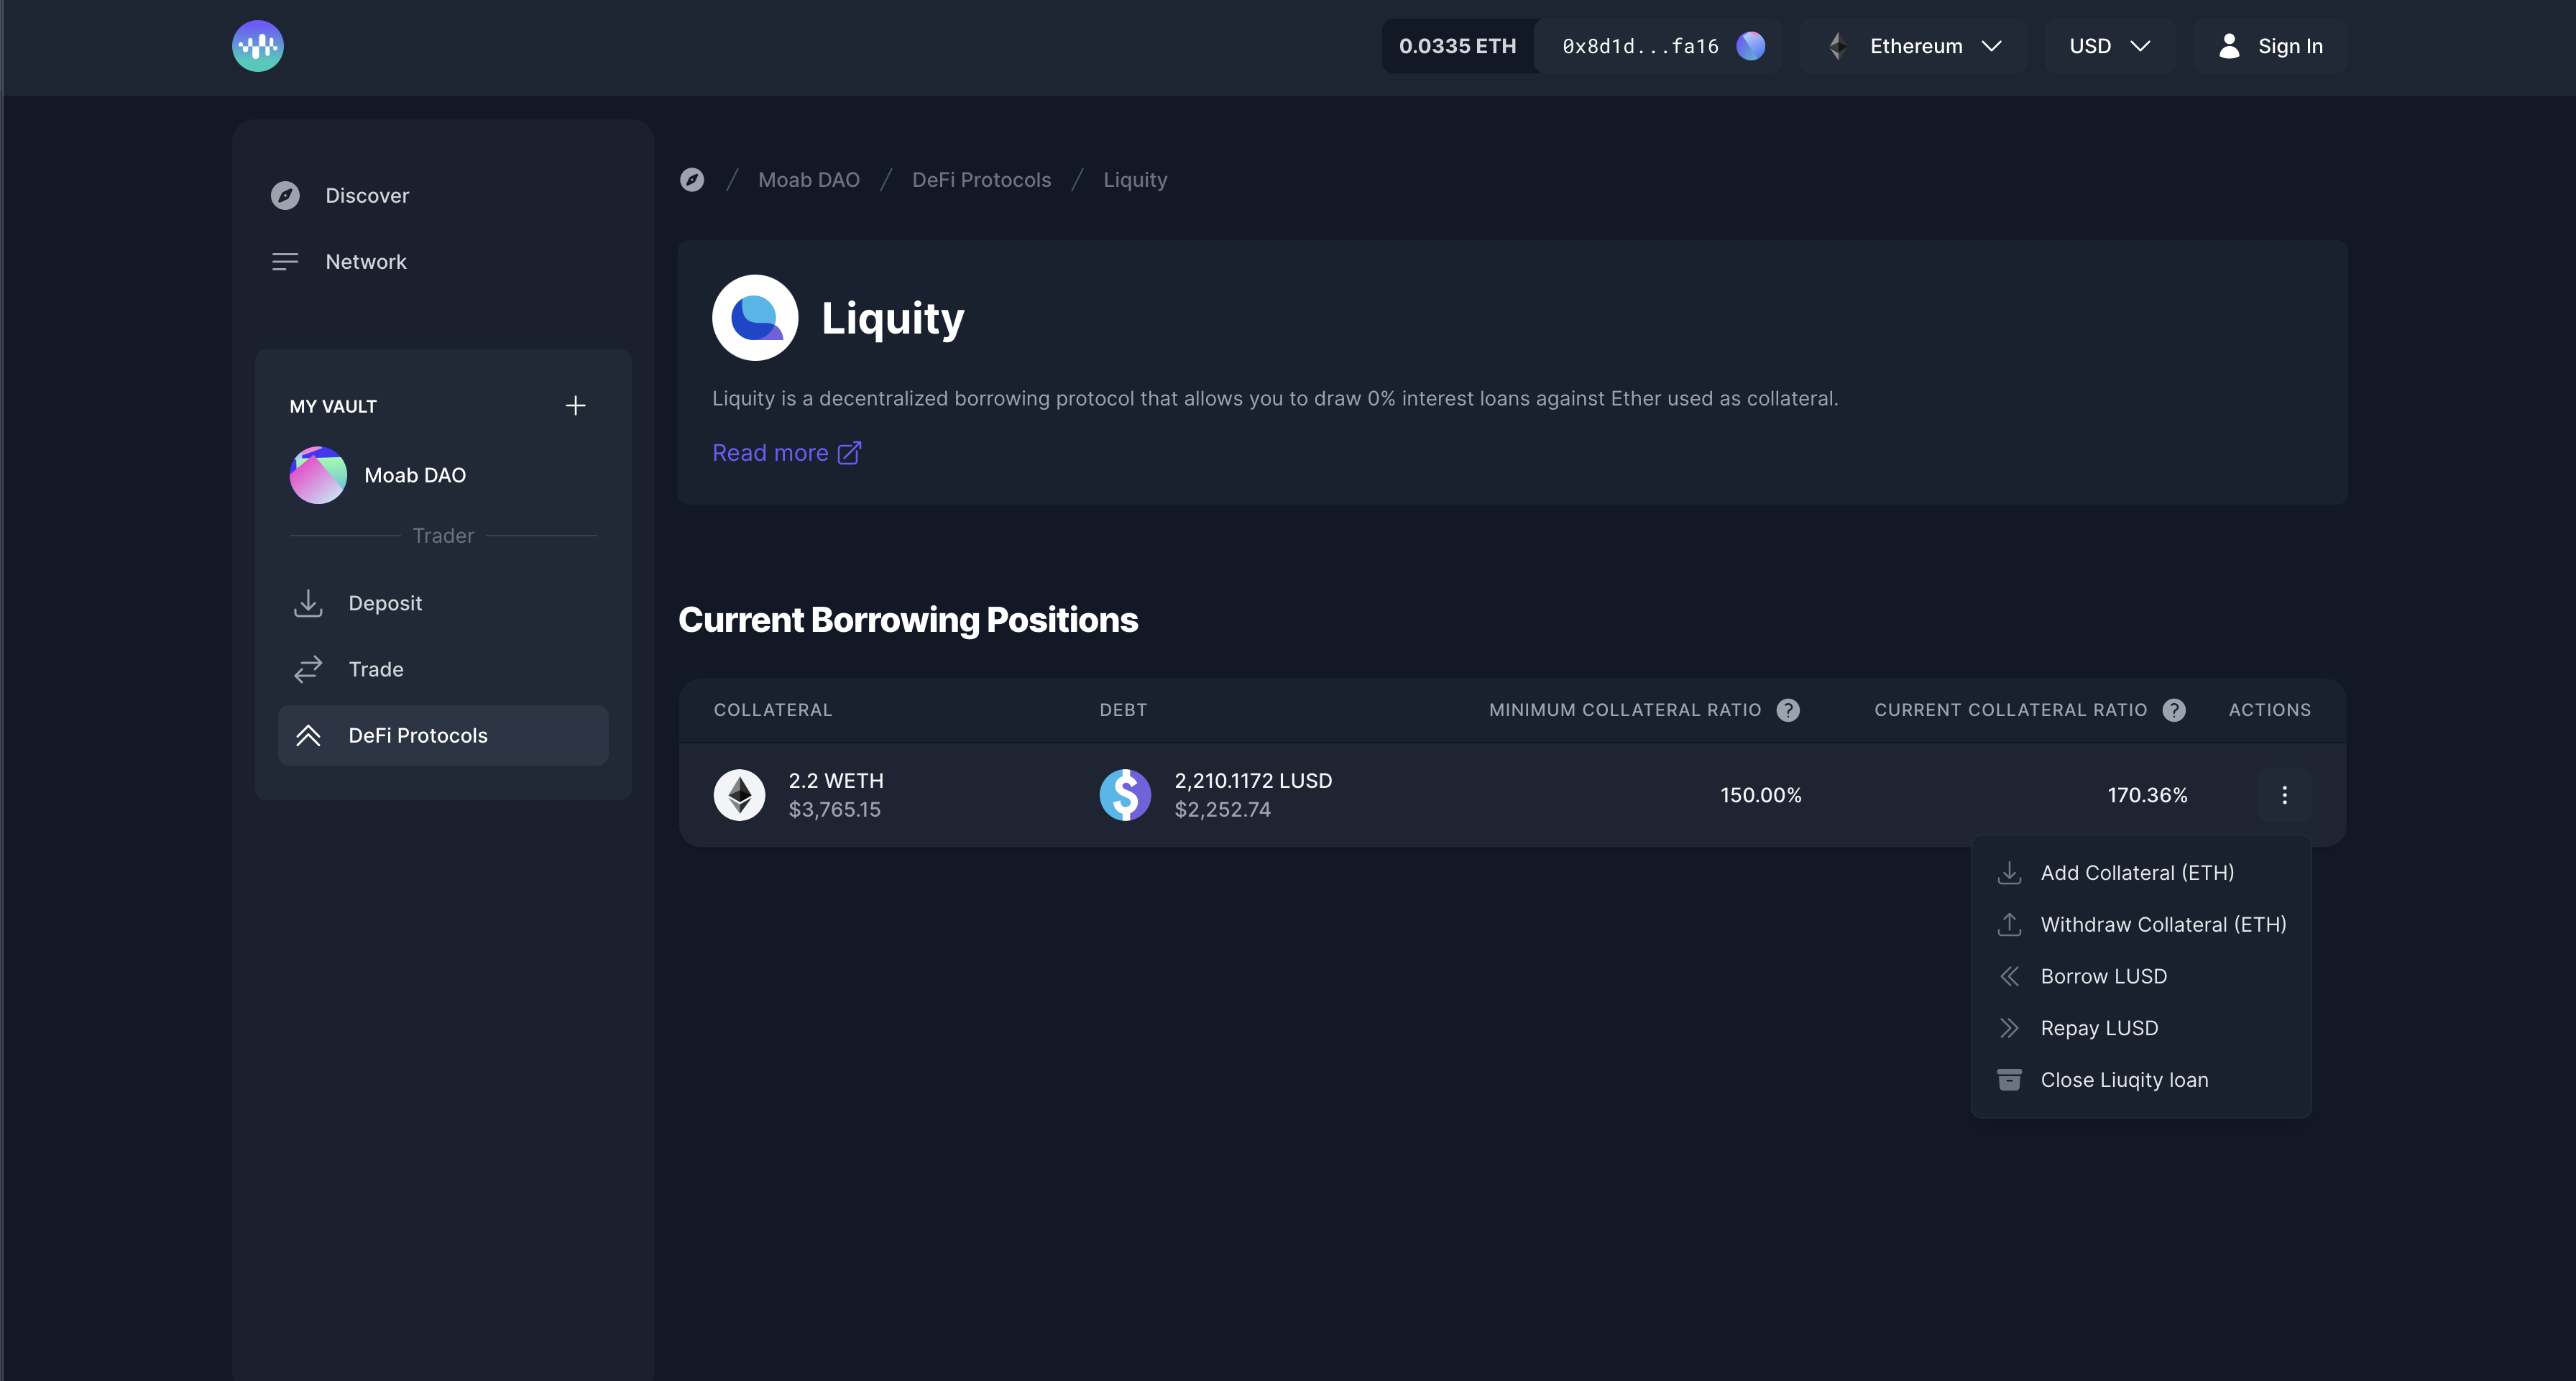 0.0335 ETH
0x8d1d...fa16
Ethereum
USD
Sign In
Discover
Network
MY VAULT
Moab DAO
Trader
Deposit
Trade
DeFi Protocols
/ Moab DAO / DeFi Protocols / Liquity
Liquity
Liquity is a decentralized borrowing protocol that allows you to draw 0% interest loans against Ether used as collateral.
Read more
Current Borrowing Positions
COLLATERAL DEBT MINIMUM COLLATERAL RATIO ? CURRENT COLLATERAL RATIO ? ACTIONS
2.2 WETH
$3,765.15
2,210.1172 LUSD
$2,252.74
150.00%
170.36%
Add Collateral (ETH)
Withdraw Collateral (ETH)
Borrow LUSD
Repay LUSD
Close Liuqity loan